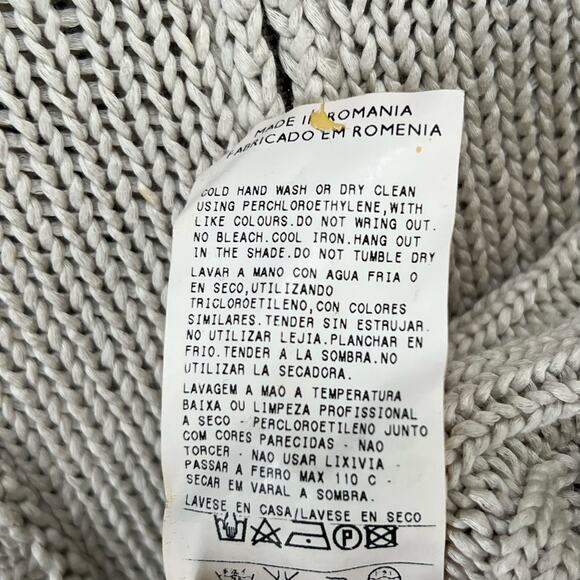 MADE IN ROMANIA
FABRICADO EM ROMENIA
COLD HAND WASH OR DRY CLEAN
USING PERCHLOROETHYLENE,WITH
LIKE COLOURS.DO NOT WRING OUT.
NO BLEACH.COOL IRON.HANG OUT
IN THE SHADE.DO NOT TUMBLE DRY
LAVAR A MANO CON AGUA FRIA O
EN SECO,UTILIZANDO
TRICLOROETILENO,CON COLORES
SIMILARES.TENDER SIN ESTRUJAR.
NO UTILIZAR LEJIA.PLANCHAR EN
FRIO.TENDER A LA SOMBRA.NO
UTILIZAR LA SECADORA.
LAVAGEM A MAO A TEMPERATURA
BAIXA OU LIMPEZA PROFISSIONAL
A SECO - PERCLOROETILENO JUNTO
COM CORES PARECIDAS - NAO
TORCER - NAO USAR LIXIVIA -
PASSAR A FERRO MAX 110 C -
SECAR EM VARAL A SOMBRA.
LAVESE EN CASA/LAVESE EN SECO
P